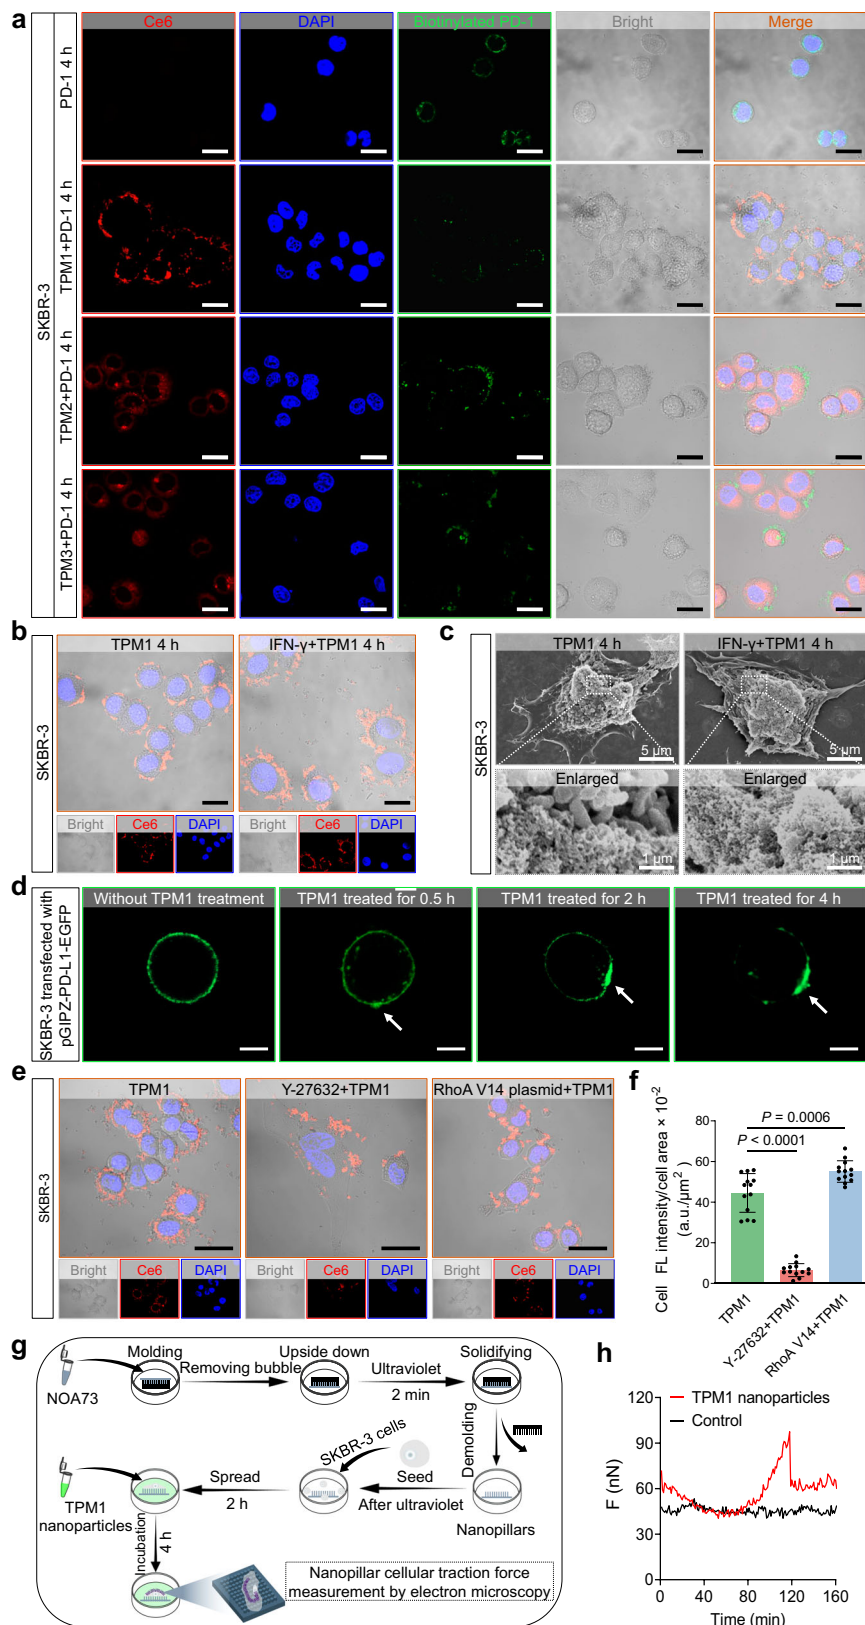 a
Ce6
DAPI
Biotinylated PD-1
Bright
Merge
SKBR-3
PD-1 4 h
TPM1+PD-1 4 h
TPM2+PD-1 4 h
TPM3+PD-1 4 h
b
SKBR-3
TPM1 4 h
IFN-γ+TPM1 4 h
Bright
Ce6
DAPI
Bright
Ce6
DAPI
c
SKBR-3
TPM1 4 h
IFN-γ+TPM1 4 h
5 μm
5 μm
Enlarged
Enlarged
1 μm
1 μm
d
SKBR-3 transfected with
pGIPZ-PD-L1-EGFP
Without TPM1 treatment
TPM1 treated for 0.5 h
TPM1 treated for 2 h
TPM1 treated for 4 h
e
SKBR-3
TPM1
Y-27632+TPM1
RhoA V14 plasmid+TPM1
Bright
Ce6
DAPI
Bright
Ce6
DAPI
Bright
Ce6
DAPI
f
Cell FL intensity/cell area × 10⁻²
(a.u./μm²)
80
60
40
20
0
P = 0.0006
P < 0.0001
TPM1
Y-27632+TPM1
RhoA V14+TPM1
g
NOA73
Molding
Removing bubble
Upside down
Ultraviolet
2 min
Solidifying
Demolding
Nanopillars
SKBR-3 cells
Seed
After ultraviolet
Spread
2 h
TPM1
nanoparticles
Incubation
4 h
Nanopillar cellular traction force
measurement by electron microscopy
h
TPM1 nanoparticles
Control
F (nN)
120
90
60
30
0
0
40
80
120
160
Time (min)